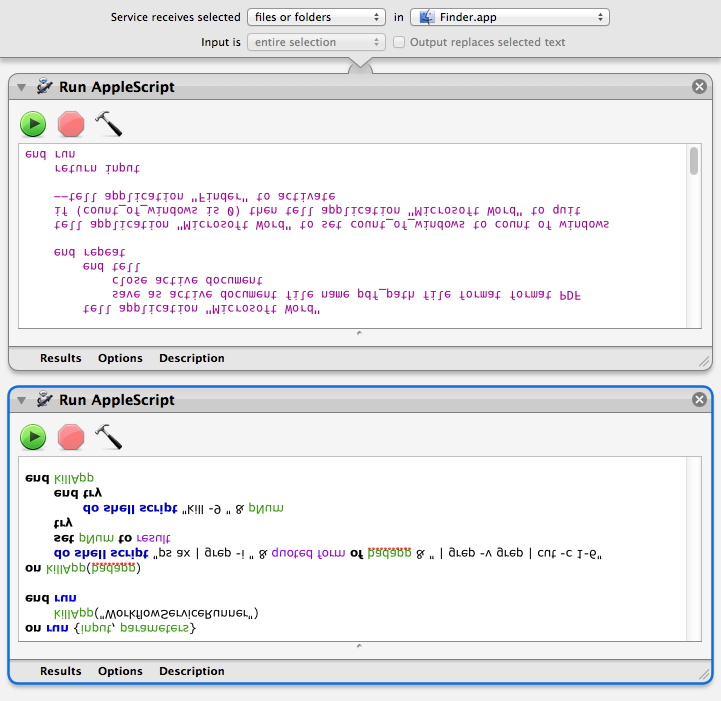 Service receives selected files or folders in Finder.app
Input is entire selection Output replaces selected text
Run AppleScript
tell application "Microsoft Word"
save as active document file name pdf_path file format format PDF
close active document
end tell
end repeat
tell application "Microsoft Word" to set count_of_windows to count of windows
if (count_of_windows is 0) then tell application "Microsoft Word" to quit
--tell application "Finder" to activate
return input
end run
Results Options Description
Run AppleScript
on run {input, parameters}
killApp("WorkflowServiceRunner")
end run
on killApp(badapp)
do shell script "ps ax | grep -i " & quoted form of badapp & " | grep -v grep | cut -c 1-6"
set pNum to result
try
do shell script "kill -9 " & pNum
end try
end killApp
Results Options Description